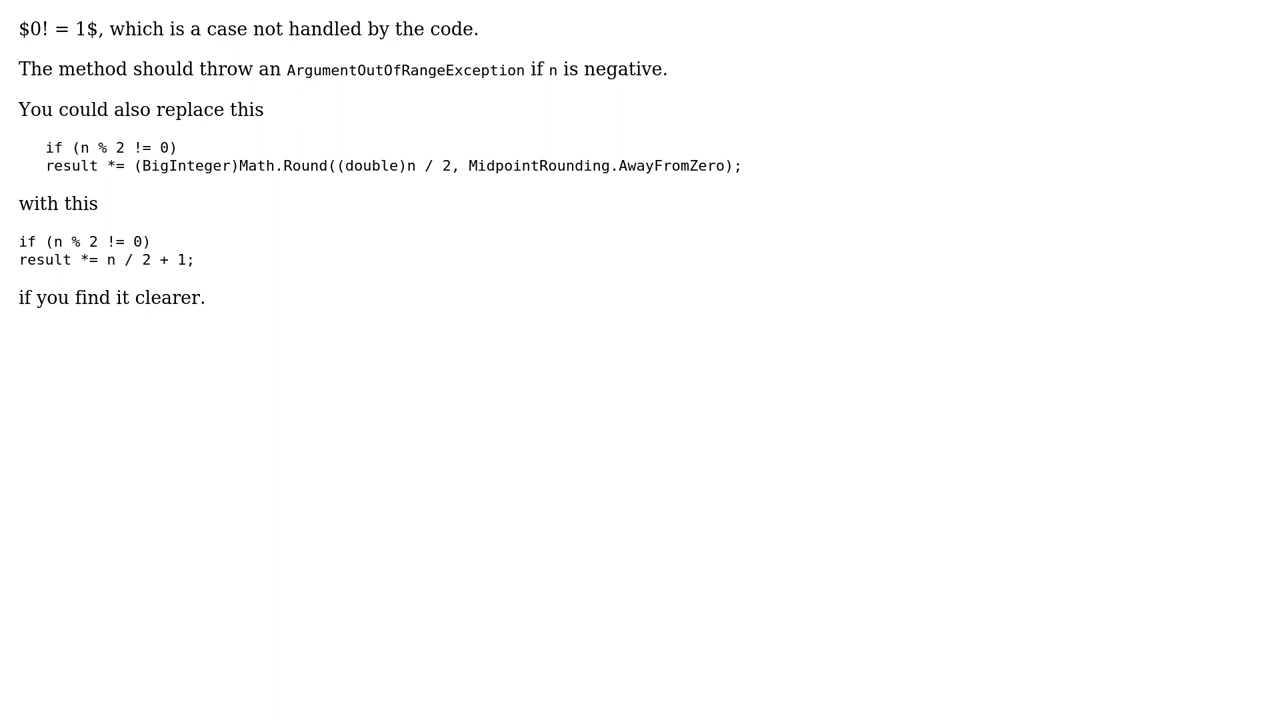 $0! = 1$, which is a case not handled by the code.
The method should throw an ArgumentOutOfRangeException if n is negative.
You could also replace this
if (n % 2 != 0)
result *= (BigInteger)Math.Round((double)n / 2, MidpointRounding.AwayFromZero);
with this
if (n % 2 != 0)
result *= n / 2 + 1;
if you find it clearer.